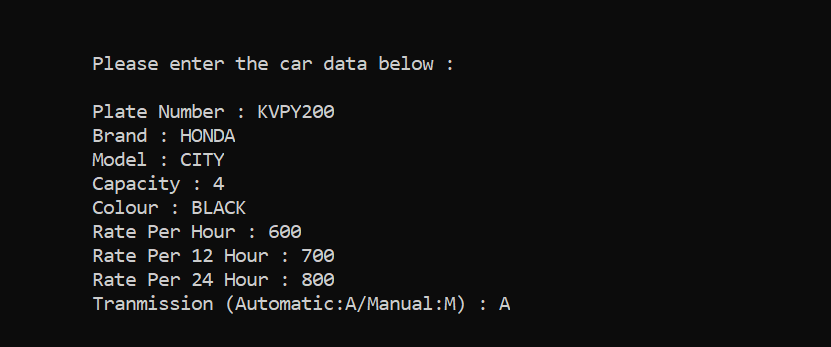 Please enter the car data below :
Plate Number : KVPY200
Brand : HONDA
Model : CITY
Capacity : 4
Colour : BLACK
Rate Per Hour : 600
Rate Per 12 Hour : 700
Rate Per 24 Hour : 800
Tranmission (Automatic:A/Manual:M) : A